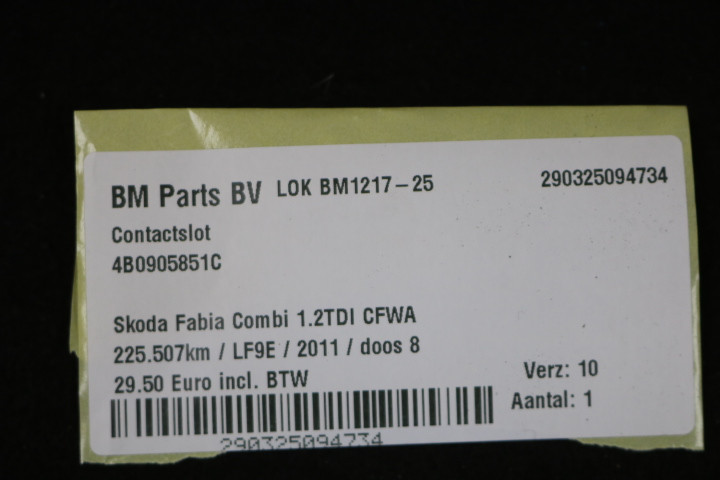 BM Parts BV LOK BM1217-25 290325094734
Contactslot
4B0905851C
Skoda Fabia Combi 1.2TDI CFWA
225.507km / LF9E / 2011 / doos 8
29.50 Euro incl. BTW
Verz: 10
Aantal: 1
290325094734